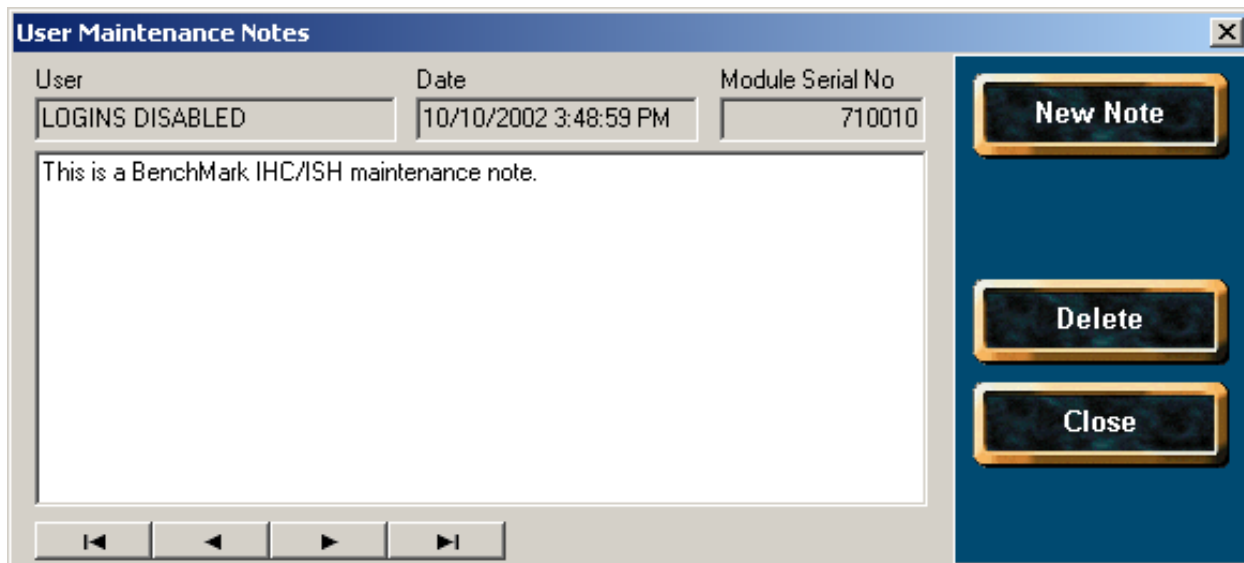 User Maintenance Notes
User Date Module Serial No
LOGINS DISABLED 10/10/2002 3:48:59 PM 710010
This is a BenchMark IHC/ISH maintenance note.
New Note
Delete
Close